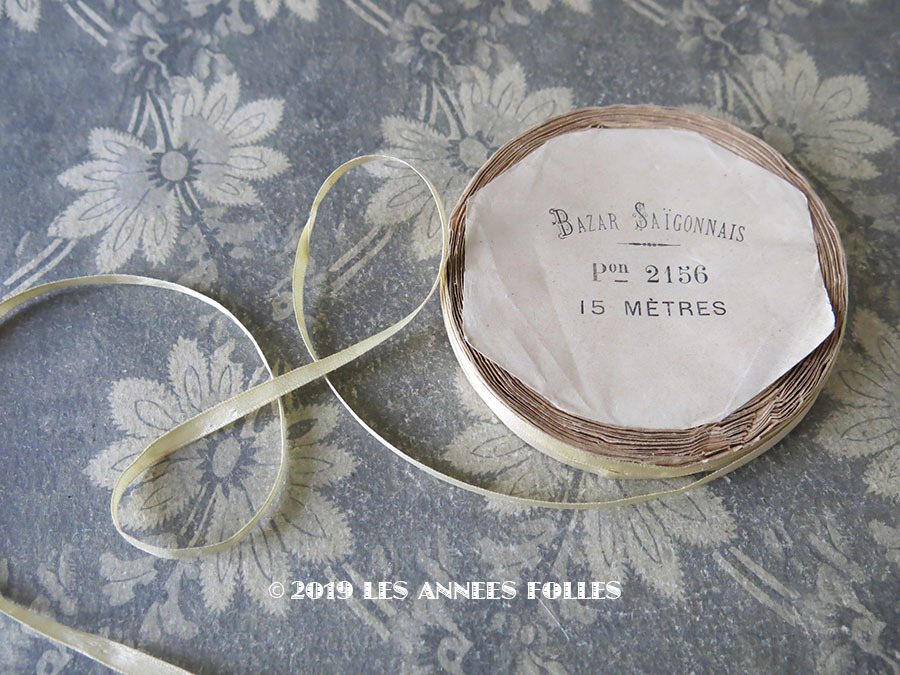 BAZAR SAÏGONNAIS
Pon 2156
15 MÈTRES
© 2019 LES ANNEES FOLLES